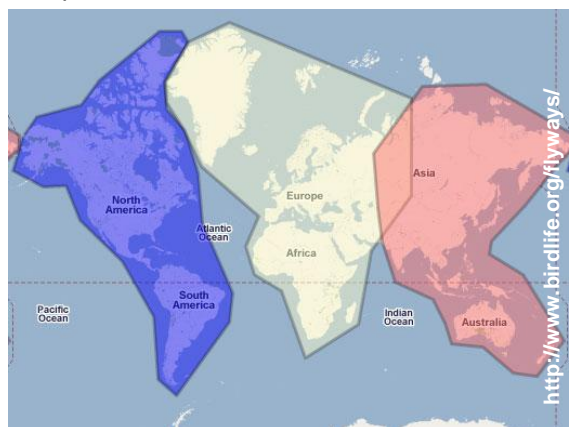 North
America
Atlantic
Ocean
Europe
Africa
Asia
South
America
Pacific
Ocean
Indian
Ocean
Australia
http://www.birdlife.org/flyways/